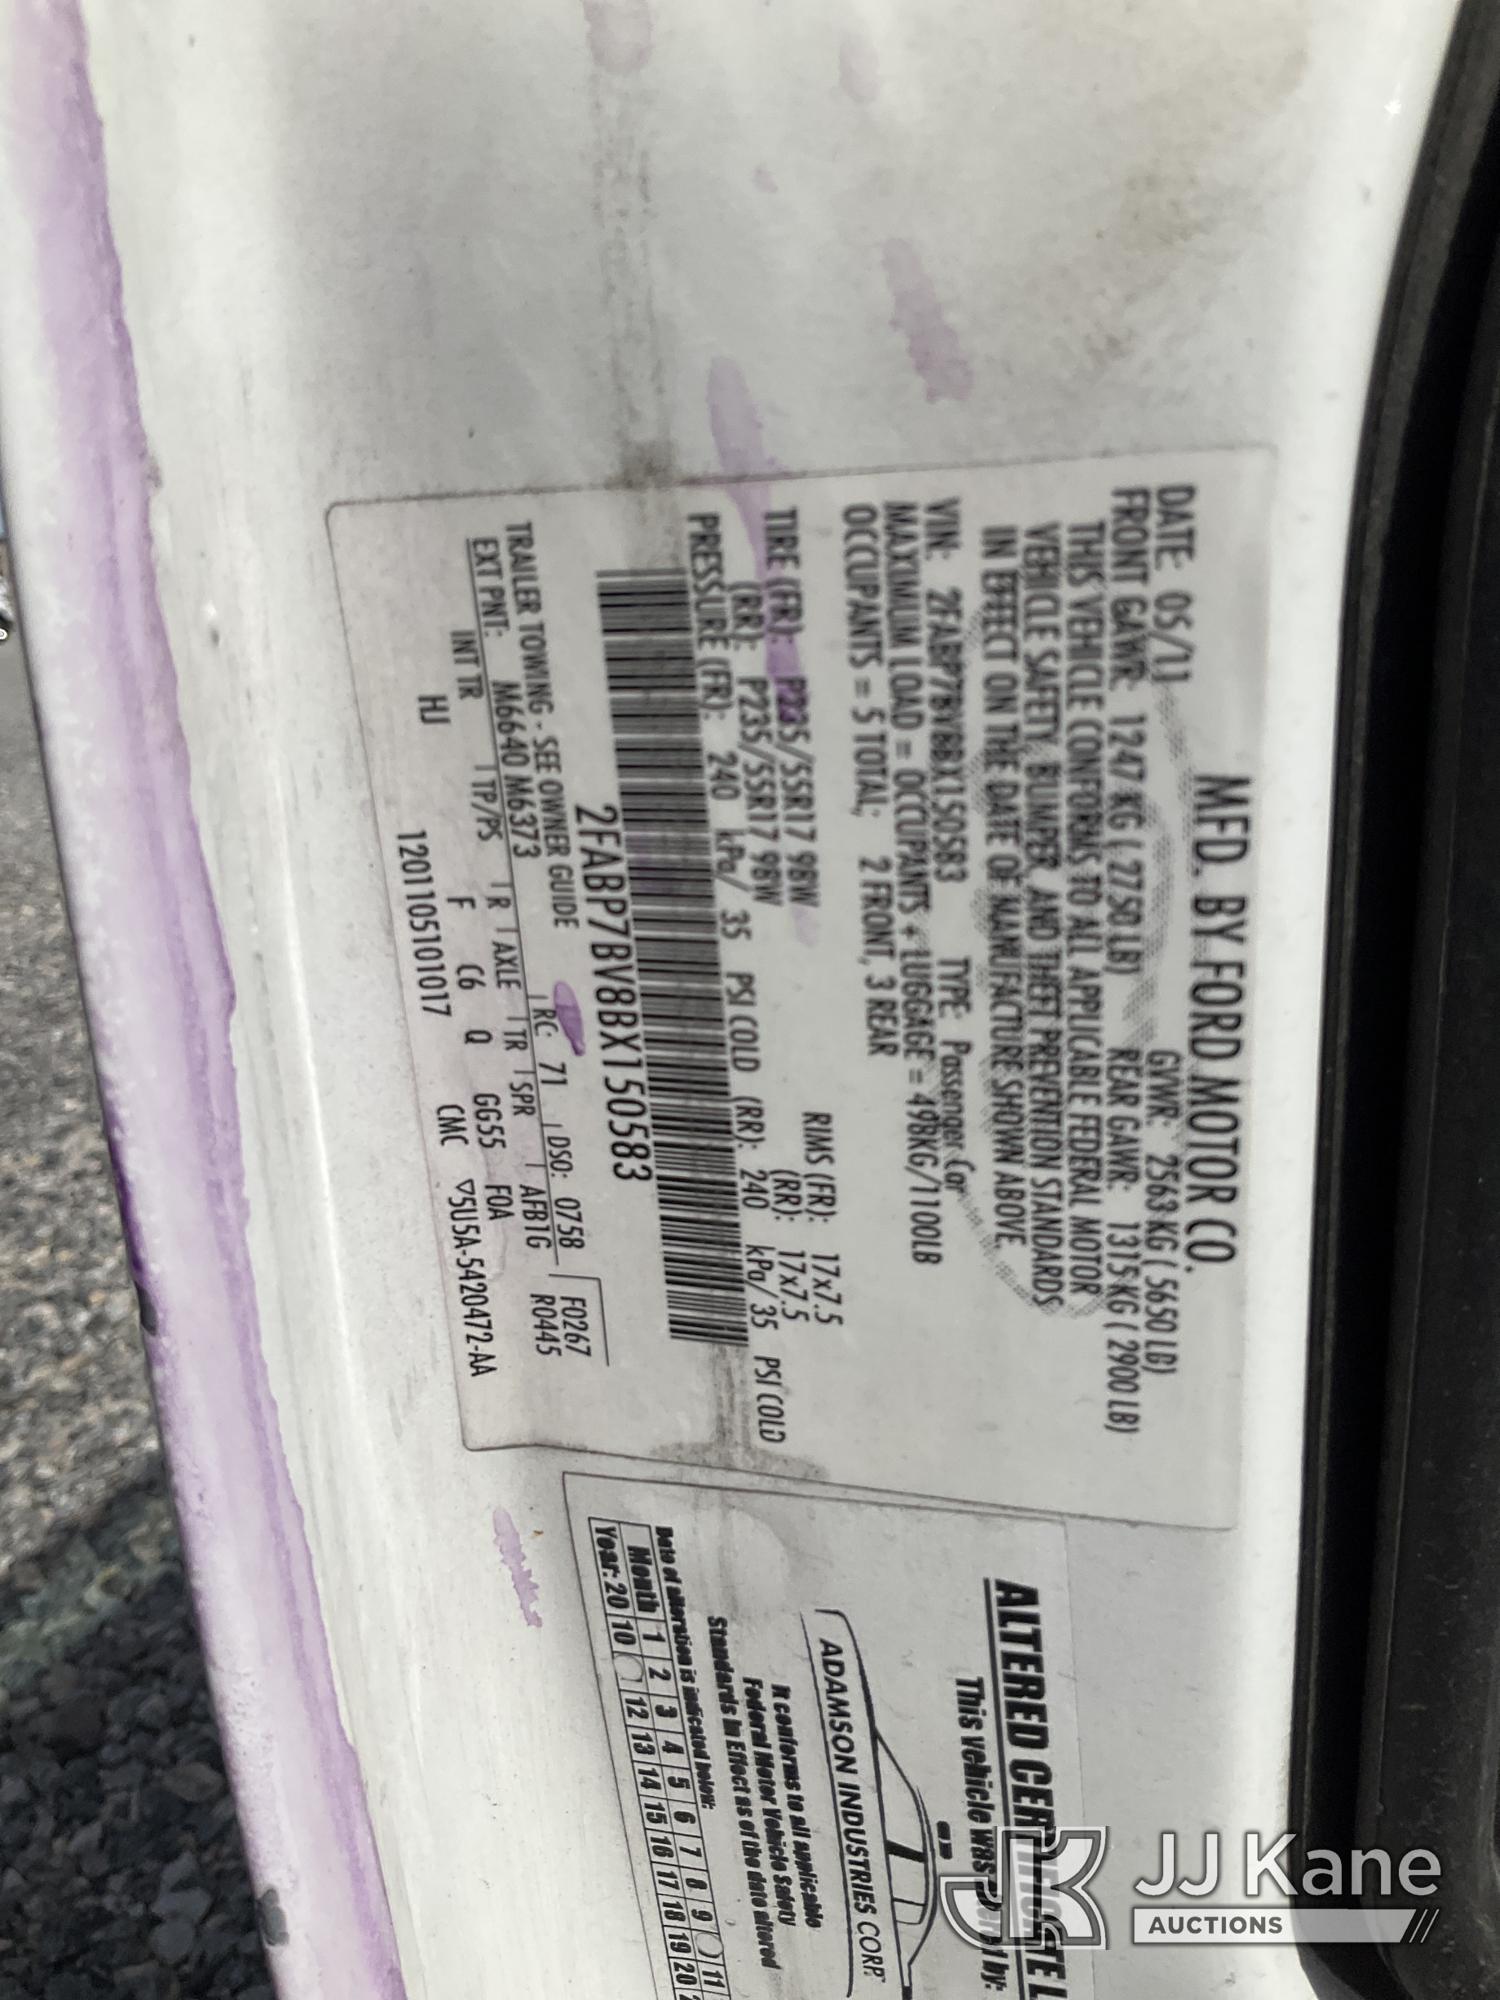 MFD. BY FORD MOTOR CO.
DATE: 05/11 GVWR: 2563 KG ( 5650 LB)
FRONT GAWR: 1247 KG ( 2750 LB) REAR GAWR: 1315 KG ( 2900 LB)
THIS VEHICLE CONFORMS TO ALL APPLICABLE FEDERAL MOTOR
VEHICLE SAFETY, BUMPER, AND THEFT PREVENTION STANDARDS
IN EFFECT ON THE DATE OF MANUFACTURE SHOWN ABOVE.
VIN: 2FABP7BV8BX150583 TYPE: Passenger Car
MAXIMUM LOAD = OCCUPANTS + LUGGAGE = 498KG/1100LB
OCCUPANTS = 5 TOTAL; 2 FRONT, 3 REAR
TIRE (FR): P235/55R17 98W RIMS (FR): 17x7.5
(RR): P235/55R17 98W (RR): 17x7.5
PRESSURE (FR): 240 kPa/ 35 PSI COLD (RR): 240 kPa/ 35 PSI COLD
2FABP7BV8BX150583
TRAILER TOWING - SEE OWNER GUIDE
F0267
EXT PNT: M6640 M6373 RC: 71 DSO: 0758 R0445
INT TR TP/PS R AXLE TR SPR AFB1G
HJ F C6 Q GG55 F0A
1201105101017 CMC ▽5U5A-5420472-AA
ALTERED CERTIFICATE L
This vehicle was
by:
ADAMSON INDUSTRIES CORP.
It conforms to all applicable
Federal Motor Vehicle Safety
Standards in Effect as of the date altered
Date of alteration is indicated below:
Month 1 2 3 4 5 6 7 8 9 11
Year: 20 10 12 13 14 15 16 17 18 19 20
JJ Kane
AUCTIONS